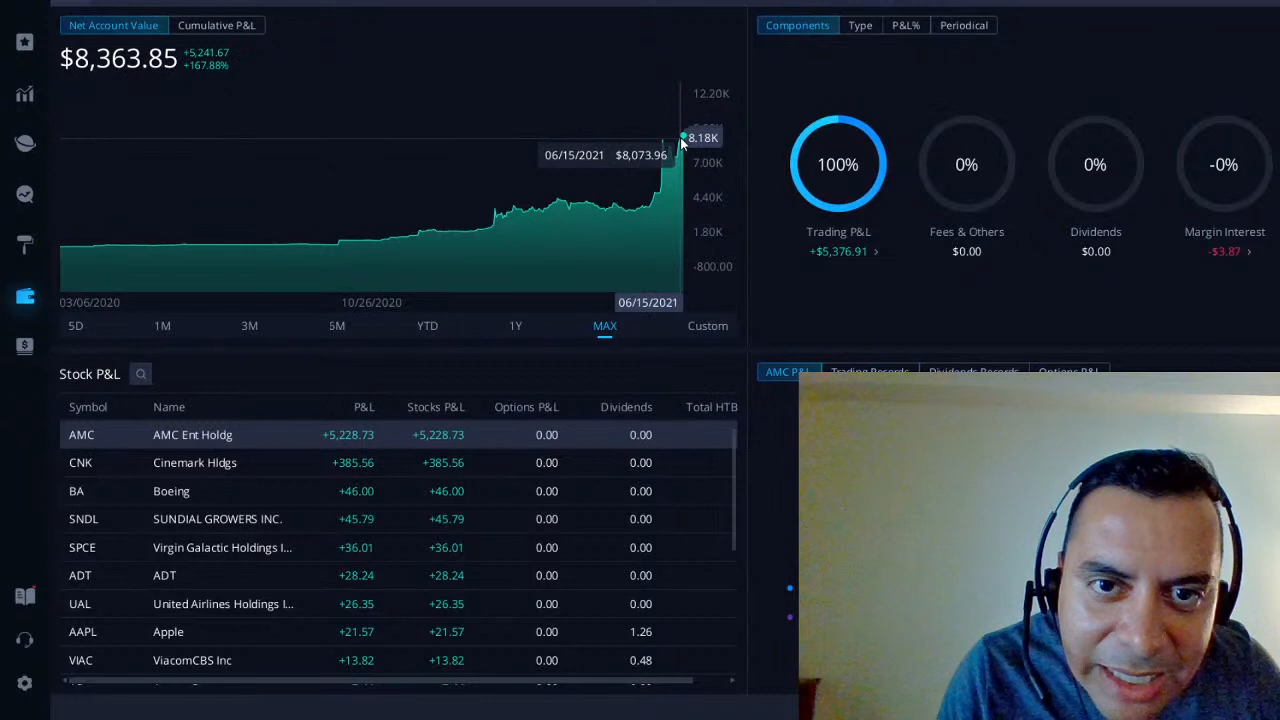 Net Account Value Cumulative P&L
$8,363.85 +5,241.67
+167.88%
12.20K
8.18K
06/15/2021 $8,073.96
7.00K
4.40K
1.80K
-800.00
03/06/2020 10/26/2020 06/15/2021
5D 1M 3M 6M YTD 1Y MAX Custom
Components Type P&L% Periodical
100% 0% 0% -0%
Trading P&L Fees & Others Dividends Margin Interest
+$5,376.91 > $0.00 $0.00 -$3.87 >
Stock P&L
Symbol Name P&L Stocks P&L Options P&L Dividends Total HTB
AMC AMC Ent Holdg +5,228.73 +5,228.73 0.00 0.00
CNK Cinemark Hldgs +385.56 +385.56 0.00 0.00
BA Boeing +46.00 +46.00 0.00 0.00
SNDL SUNDIAL GROWERS INC. +45.79 +45.79 0.00 0.00
SPCE Virgin Galactic Holdings I... +36.01 +36.01 0.00 0.00
ADT ADT +28.24 +28.24 0.00 0.00
UAL United Airlines Holdings I... +26.35 +26.35 0.00 0.00
AAPL Apple +21.57 +21.57 0.00 1.26
VIAC ViacomCBS Inc +13.82 +13.82 0.00 0.48
AMC P&L Trading Records Dividends Records Options P&L